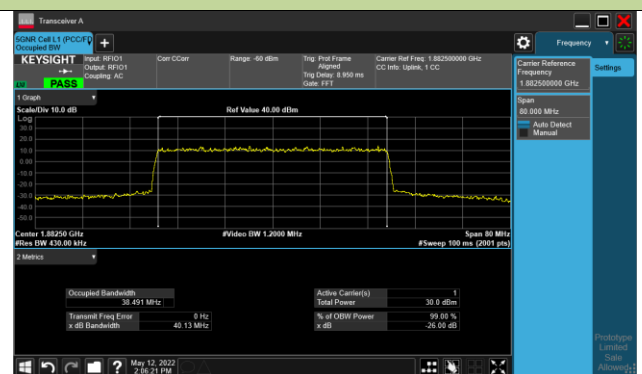 Transceiver A
5GNR Cell L1 (PCC/FD
Occupied BW
Frequency
KEYSIGHT
Input: RFIO1
Output: RFIO1
Coupling: AC
Corr CCorr
Range: -60 dBm
Trig: Prst Frame
Aligned
Trig Delay: 8.950 ms
Gate: FFT
Carrier Ref Freq: 1.882500000 GHz
CC Info: Uplink, 1 CC
PASS
Carrier Reference
Frequency
1.882500000 GHz
Settings
Span
80.000 MHz
Auto Detect
Manual
1 Graph
Scale/Div 10.0 dB
Ref Value 40.00 dBm
Log
30.0
20.0
10.0
0.00
-10.0
-20.0
-30.0
-40.0
-50.0
Center 1.88250 GHz
#Video BW 1.2000 MHz
Span 80 MHz
#Res BW 430.00 kHz
#Sweep 100 ms (2001 pts)
2 Metrics
Occupied Bandwidth
38.491 MHz
Active Carrier(s) 1
Total Power 30.0 dBm
Transmit Freq Error 0 Hz
x dB Bandwidth 40.13 MHz
% of OBW Power 99.00 %
x dB -26.00 dB
Prototype
Limited
Sale
Allowed
May 12, 2022
2:06:21 PM